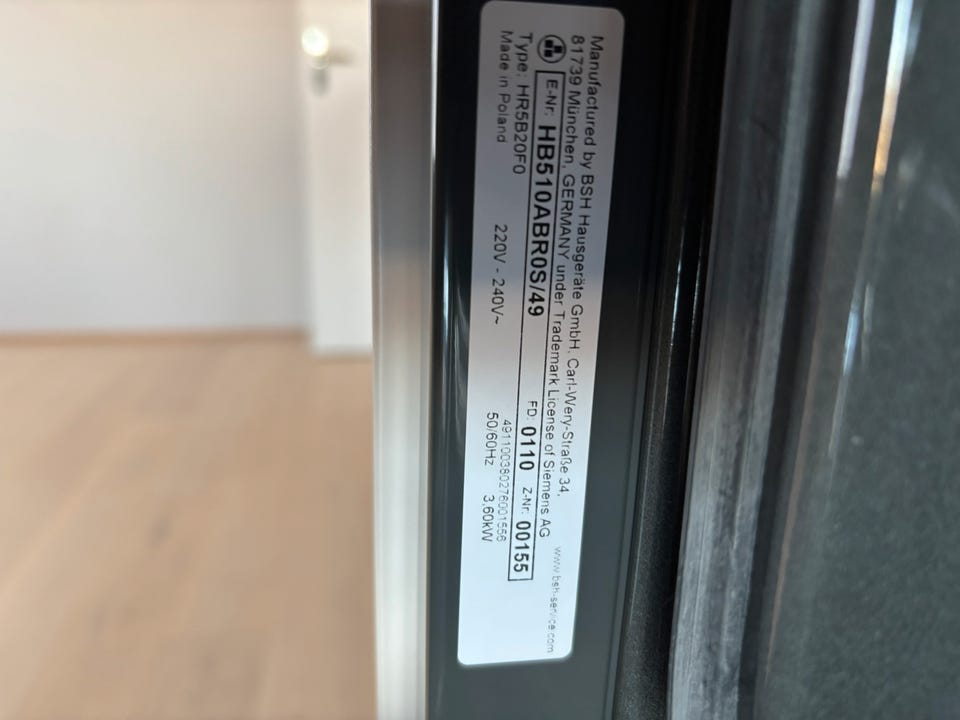 Manufactured by BSH Hausgeräte GmbH, Carl-Wery-Straße 34,
81739 München, GERMANY under Trademark License of Siemens AG www.bsh-service.com
E-Nr: HB510ABR0S/49 FD: 0110 Z-Nr: 00155
Type: HR5B20F0 491100380276001556
Made in Poland 220V - 240V~ 50/60Hz 3,60kW